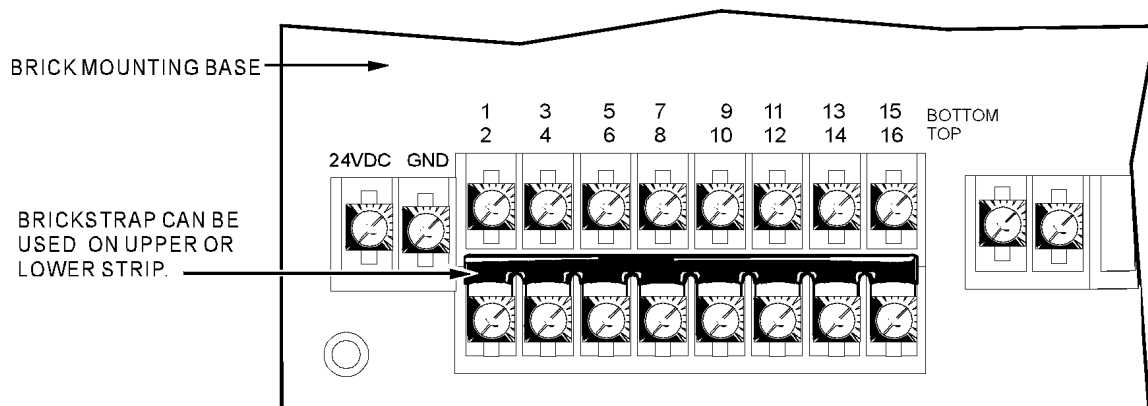 BRICK MOUNTING BASE
1 3 5 7 9 11 13 15 BOTTOM
2 4 6 8 10 12 14 16 TOP
24VDC GND
BRICKSTRAP CAN BE
USED ON UPPER OR
LOWER STRIP.